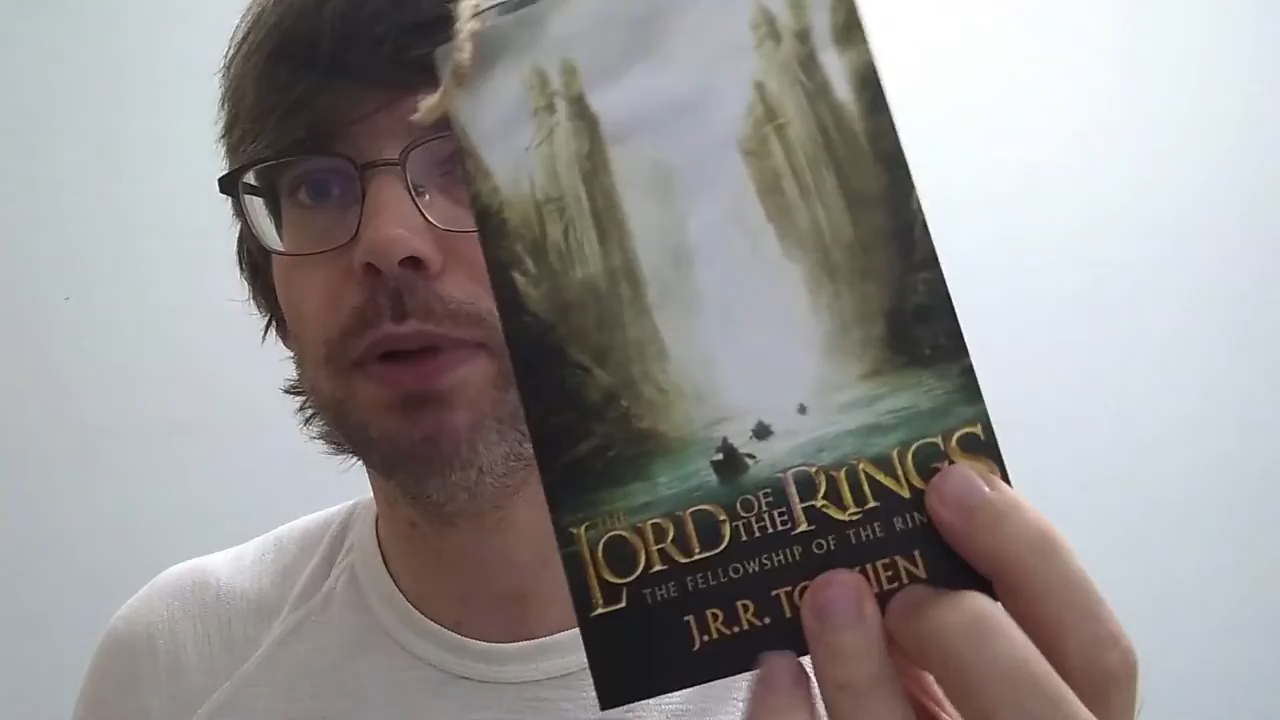 THE
LORD OF THE RINGS
THE FELLOWSHIP OF THE
J.R.R.